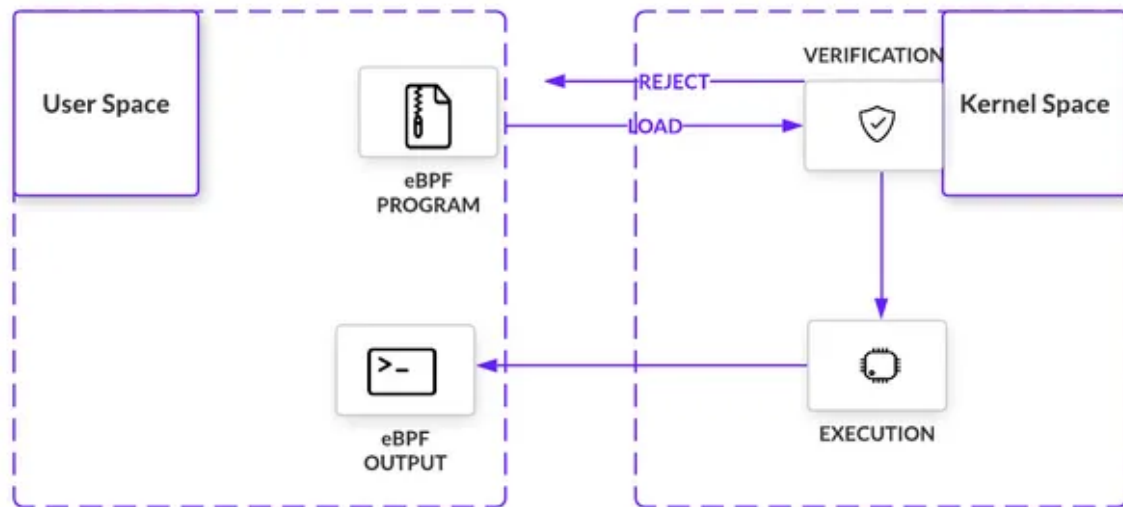 User Space
eBPF
PROGRAM
REJECT
LOAD
VERIFICATION
Kernel Space
>_
eBPF
OUTPUT
EXECUTION